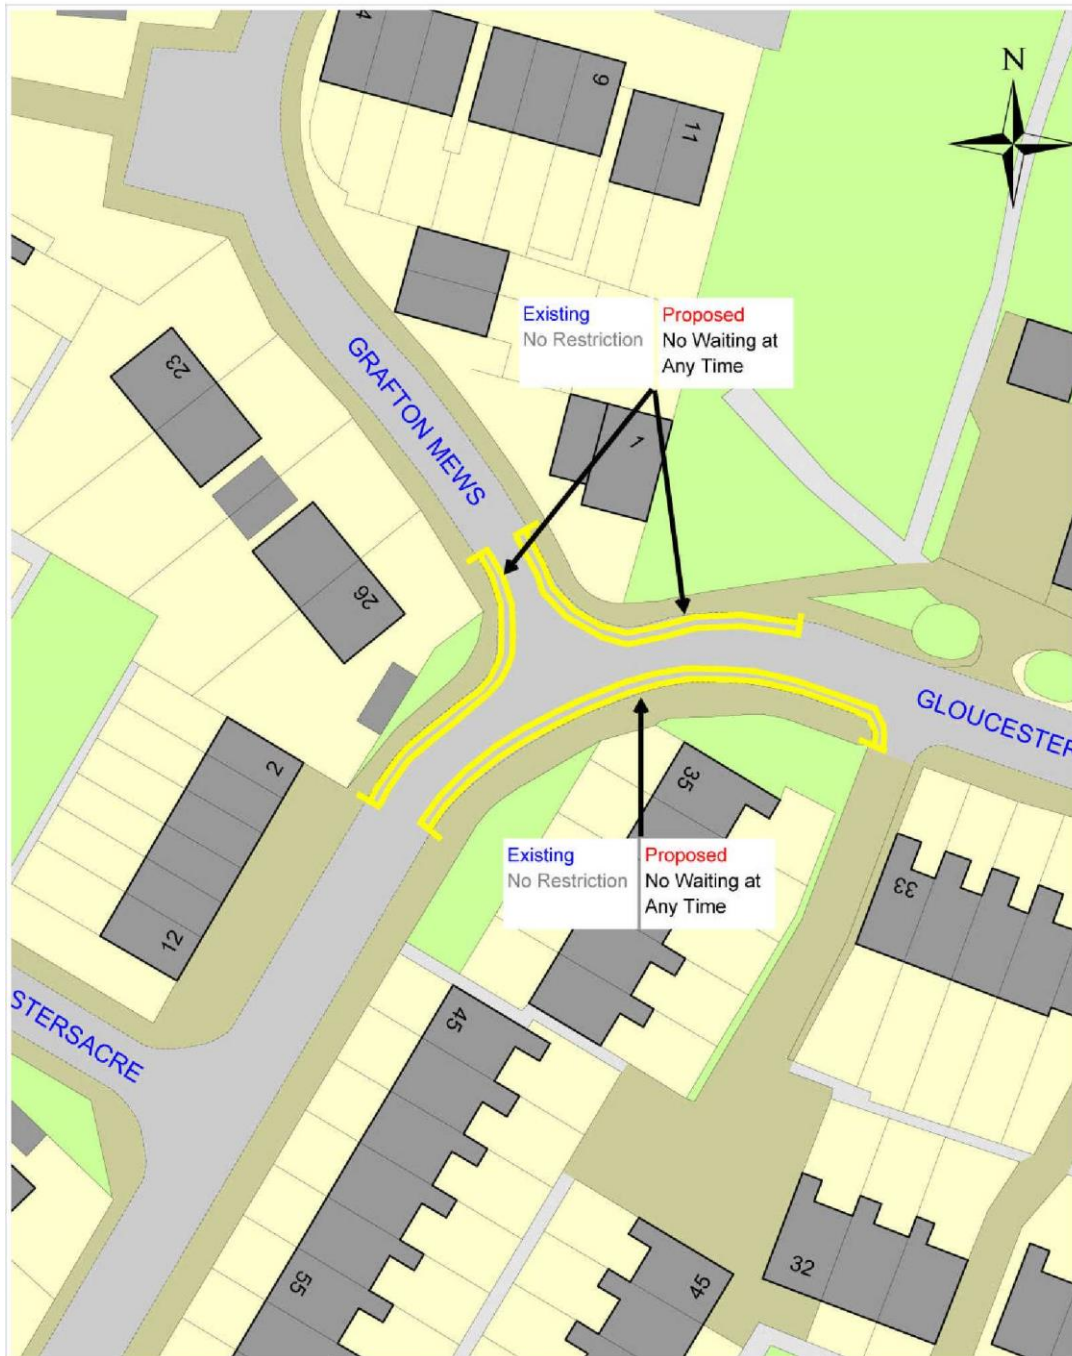 4
9
11
N
Existing
No Restriction
Proposed
No Waiting at
Any Time
23
GRAFTON MEWS
1
26
GLOUCESTER
2
35
Existing
No Restriction
Proposed
No Waiting at
Any Time
33
12
STERSACRE
45
55
45
32